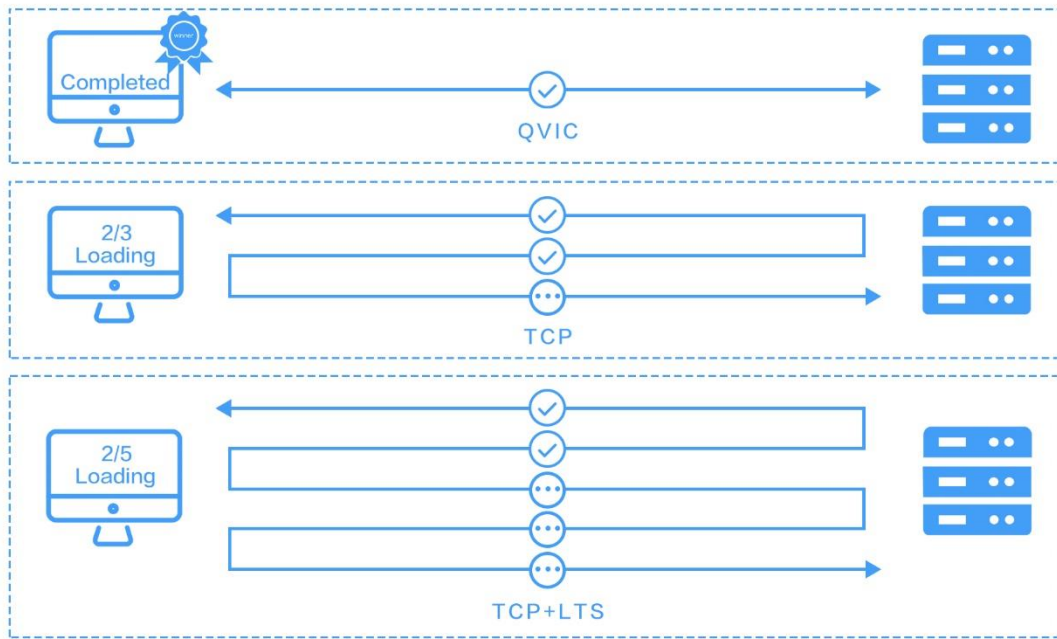 Completed
QVIC
2/3
Loading
TCP
2/5
Loading
TCP+LTS